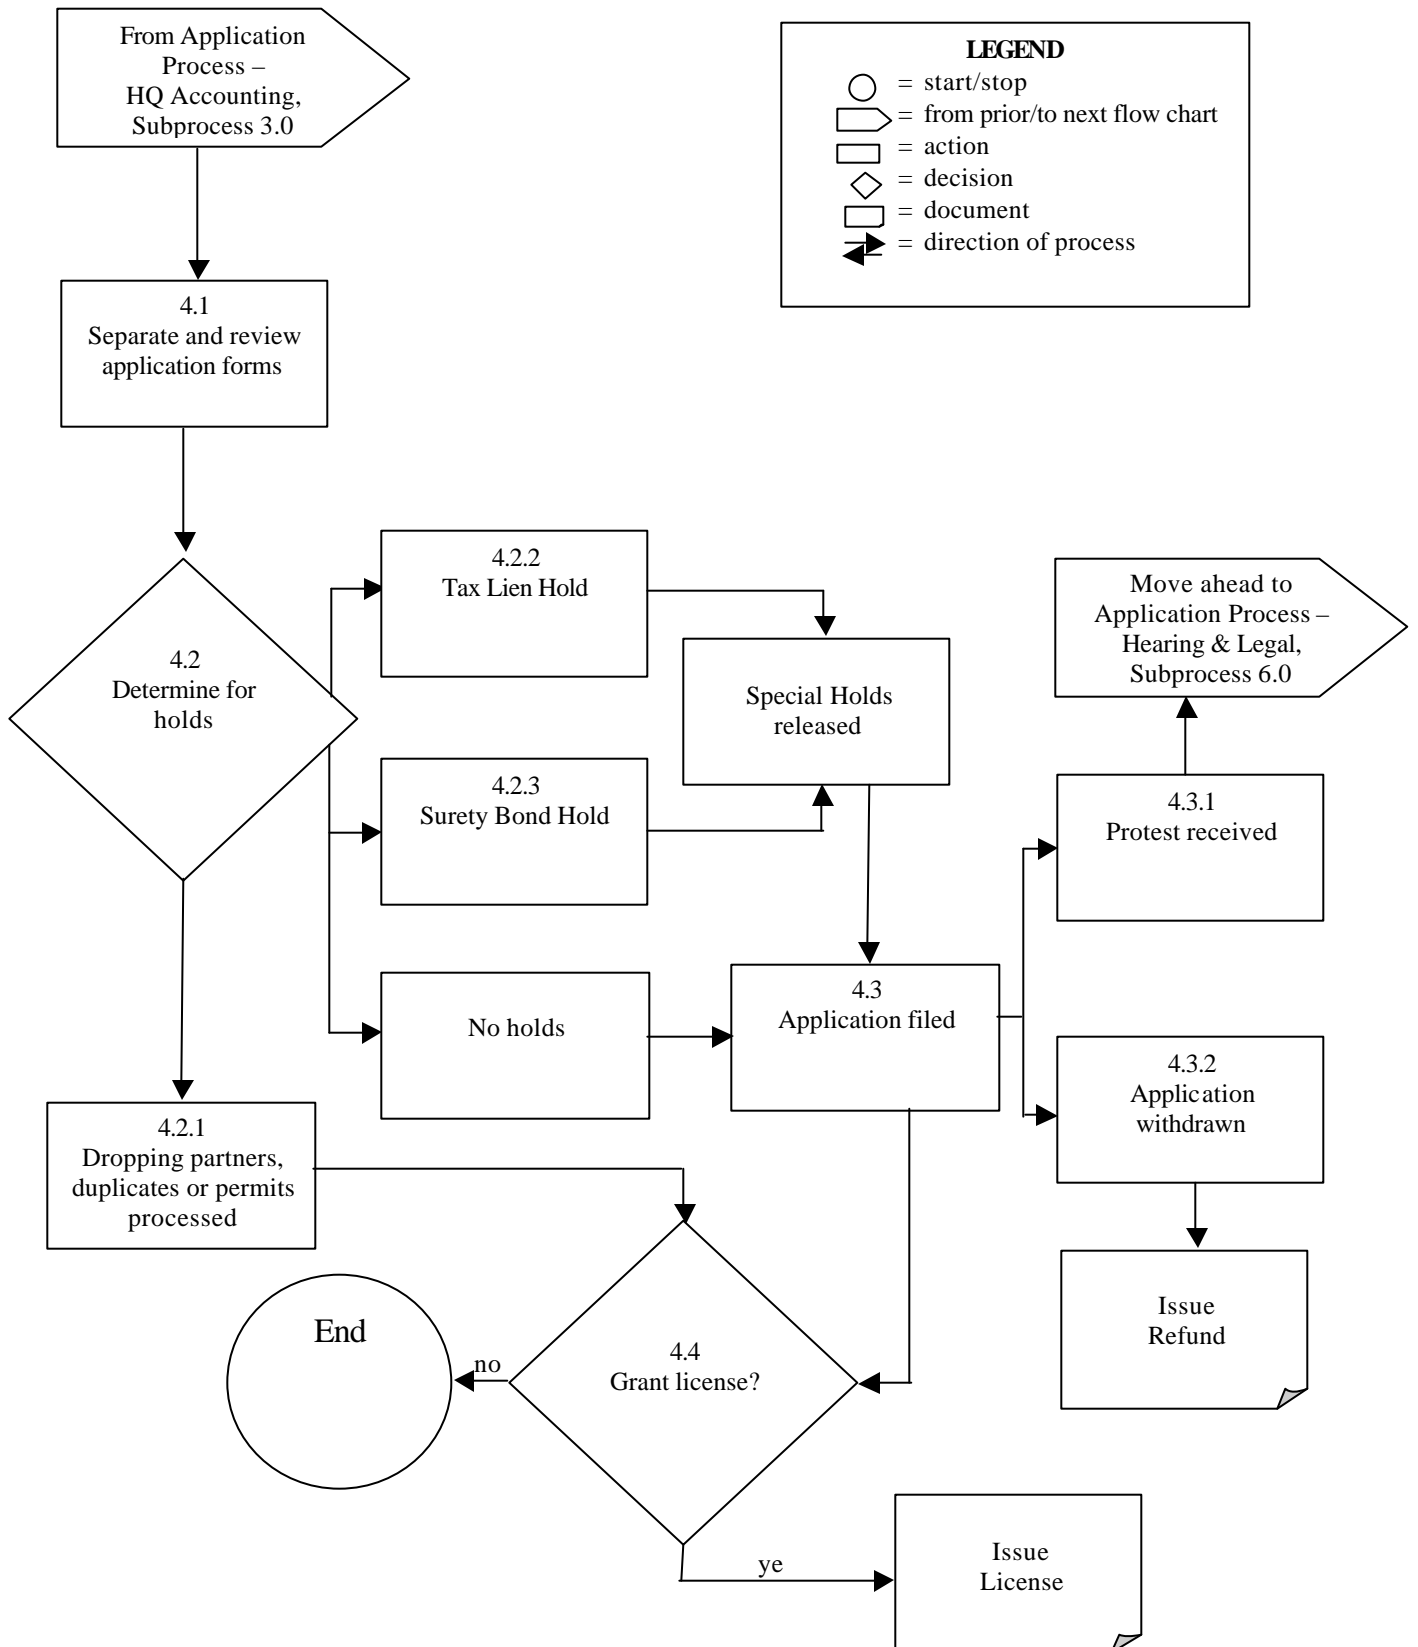 From Application
Process –
HQ Accounting,
Subprocess 3.0
LEGEND
= start/stop
= from prior/to next flow chart
= action
= decision
= document
= direction of process
4.1
Separate and review
application forms
4.2
Determine for
holds
4.2.2
Tax Lien Hold
Special Holds
released
Move ahead to
Application Process –
Hearing & Legal,
Subprocess 6.0
4.2.3
Surety Bond Hold
4.3.1
Protest received
No holds
4.3
Application filed
4.3.2
Application
withdrawn
4.2.1
Dropping partners,
duplicates or permits
processed
Issue
Refund
End
no
4.4
Grant license?
ye
Issue
License